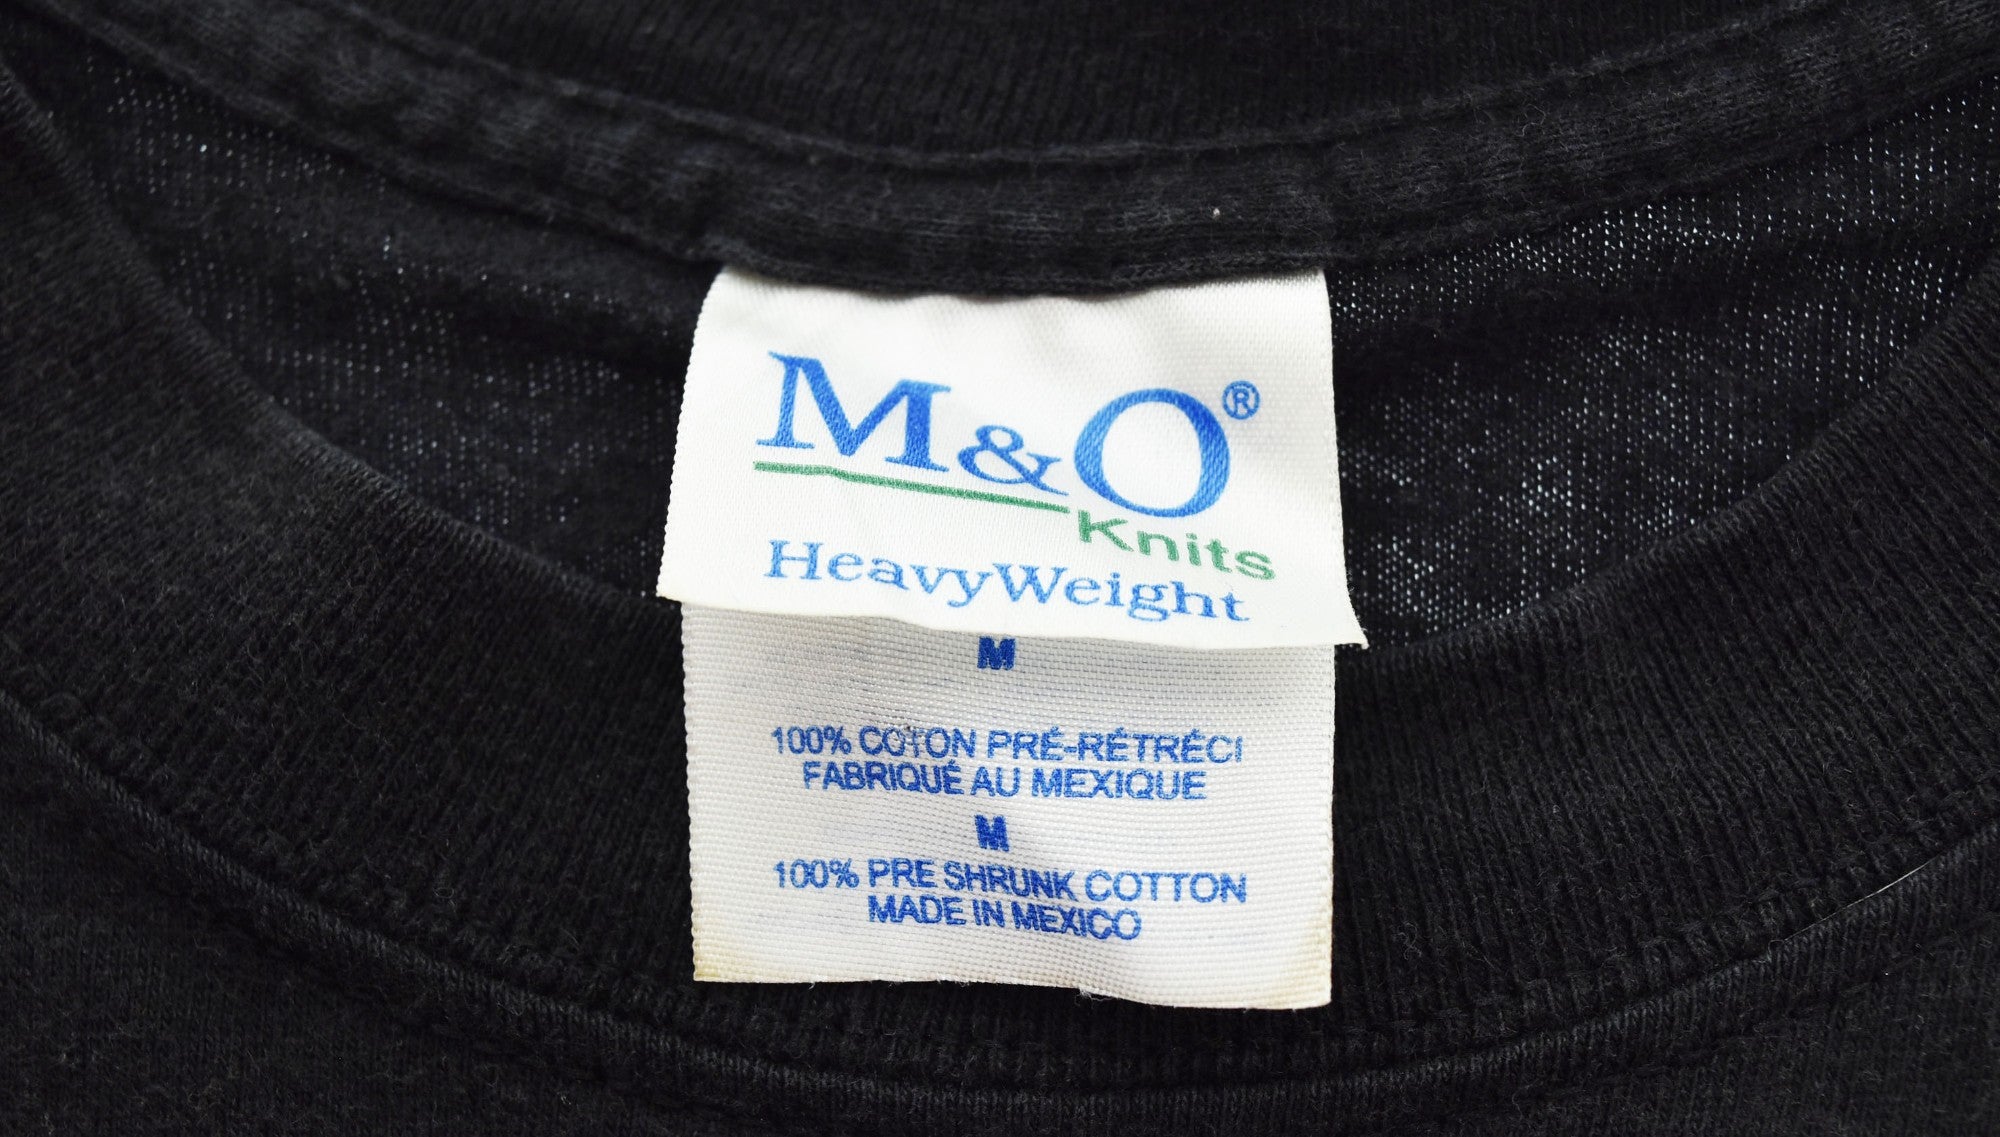 M&O®
Knits
HeavyWeight
M
100% COTON PRÉ-RÉTRÉCI
FABRIQUÉ AU MEXIQUE
M
100% PRE SHRUNK COTTON
MADE IN MEXICO